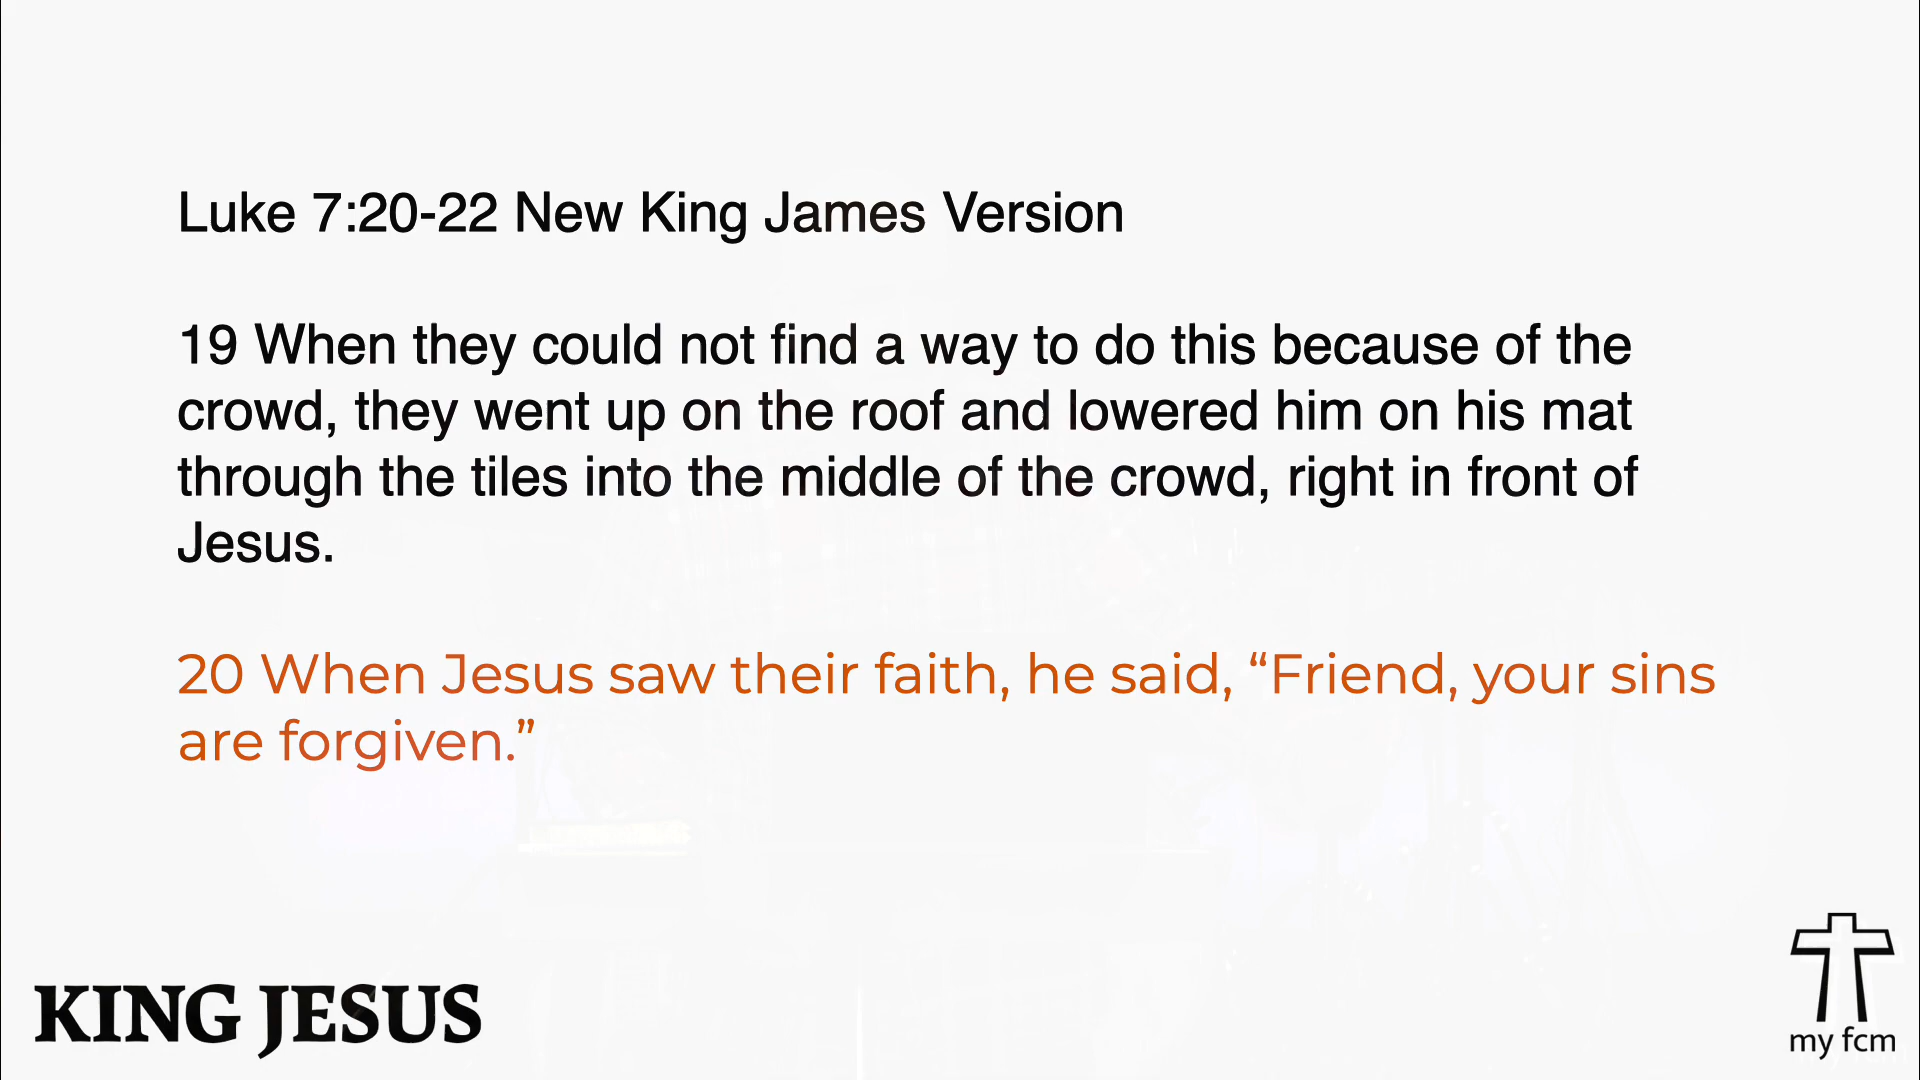 Luke 7:20-22 New King James Version
19 When they could not find a way to do this because of the
crowd, they went up on the roof and lowered him on his mat
through the tiles into the middle of the crowd, right in front of
Jesus.
20 When Jesus saw their faith, he said, “Friend, your sins
are forgiven.”
KING JESUS
my fcm